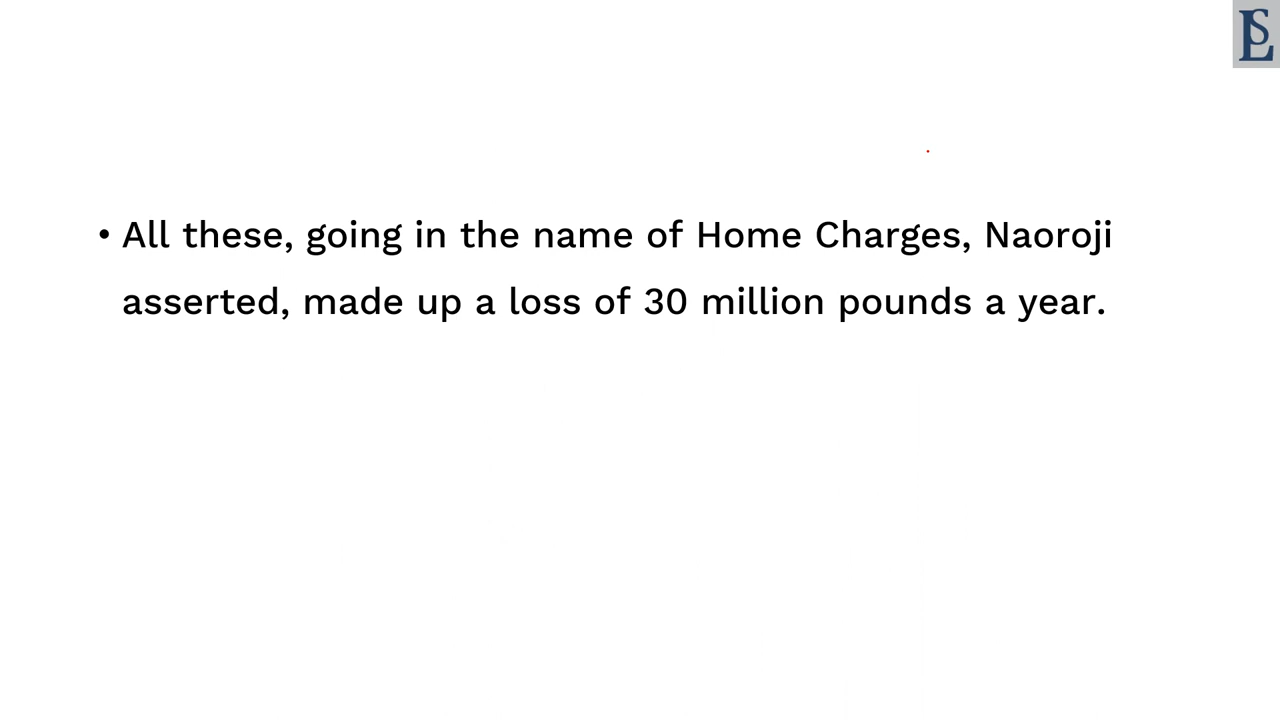 • All these, going in the name of Home Charges, Naoroji
asserted, made up a loss of 30 million pounds a year.